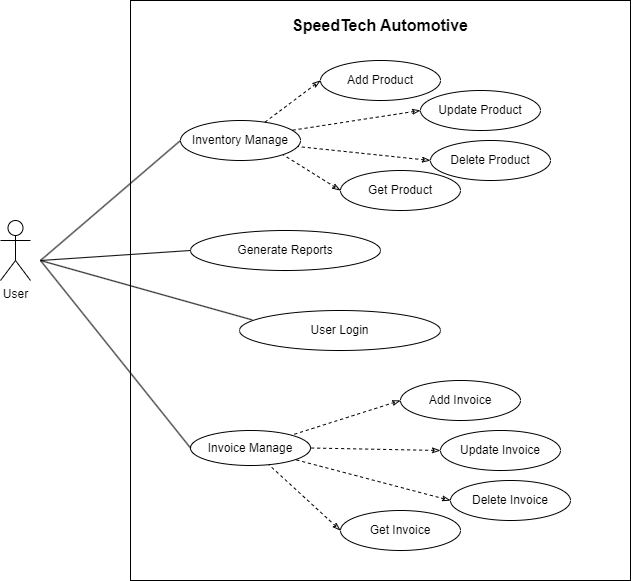 SpeedTech Automotive
Add Product
Update Product
Inventory Manage
Delete Product
Get Product
Generate Reports
User
User Login
Add Invoice
Invoice Manage
Update Invoice
Delete Invoice
Get Invoice